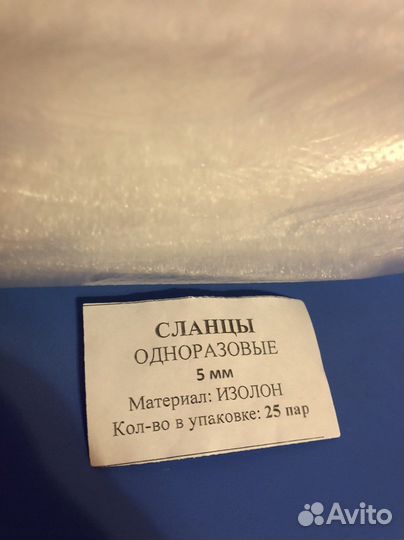 СЛАНЦЫ
ОДНОРАЗОВЫЕ
5 мм
Материал: ИЗОЛОН
Кол-во в упаковке: 25 пар
Avito